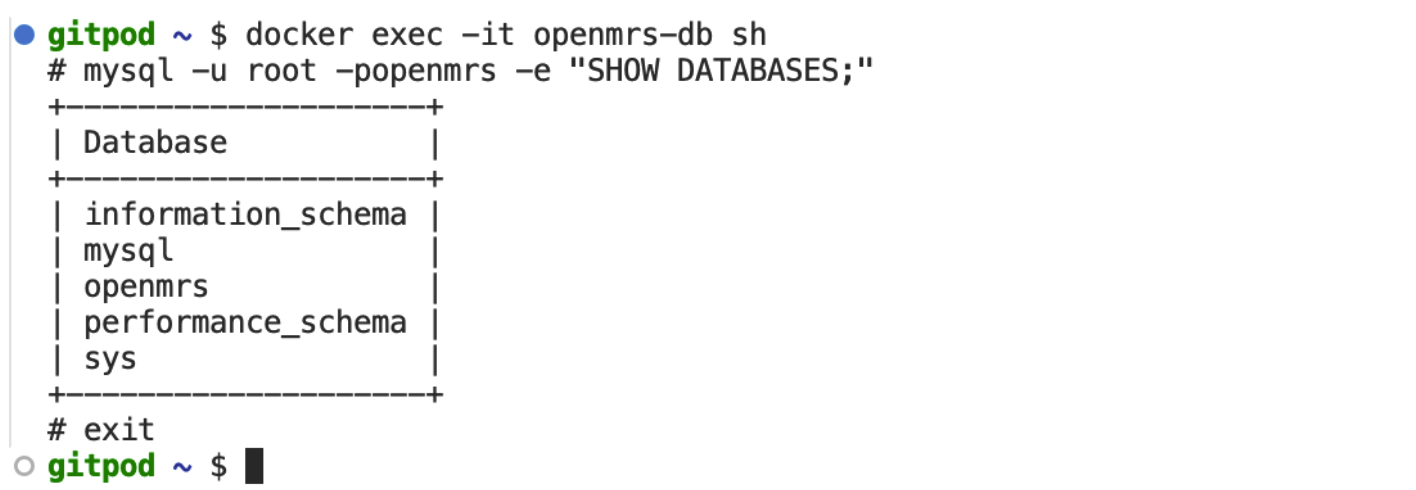 gitpod ~ $ docker exec -it openmrs-db sh
# mysql -u root -popenmrs -e "SHOW DATABASES;"
+--------------------+
| Database           |
+--------------------+
| information_schema |
| mysql              |
| openmrs            |
| performance_schema |
| sys                |
+--------------------+
# exit
gitpod ~ $